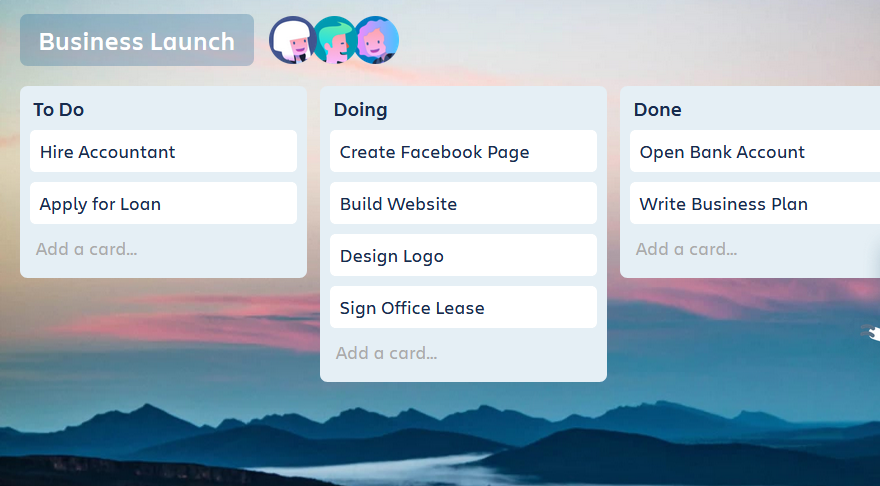 Business Launch
To Do
Hire Accountant
Apply for Loan
Add a card...
Doing
Create Facebook Page
Build Website
Design Logo
Sign Office Lease
Add a card...
Done
Open Bank Account
Write Business Plan
Add a card...